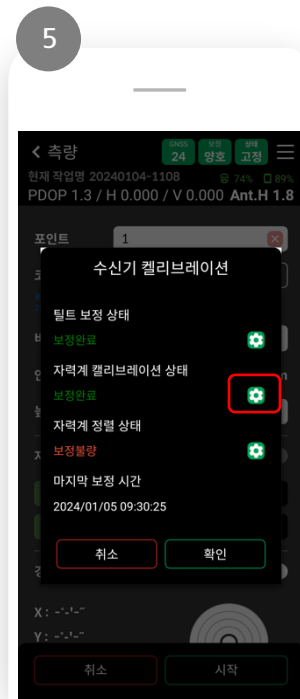 5
측량
GNSS
24
보정
양호
상태
고정
현재 작업명 20240104-1108
74%
89%
PDOP 1.3 / H 0.000 / V 0.000 Ant.H 1.8
포인트
1
수신기 켈리브레이션
틸트 보정 상태
보정완료
자력계 캘리브레이션 상태
보정완료
자력계 정렬 상태
보정불량
마지막 보정 시간
2024/01/05 09:30:25
취소
확인
X : -°-'-"
Y : -°-'-"
취소
시작